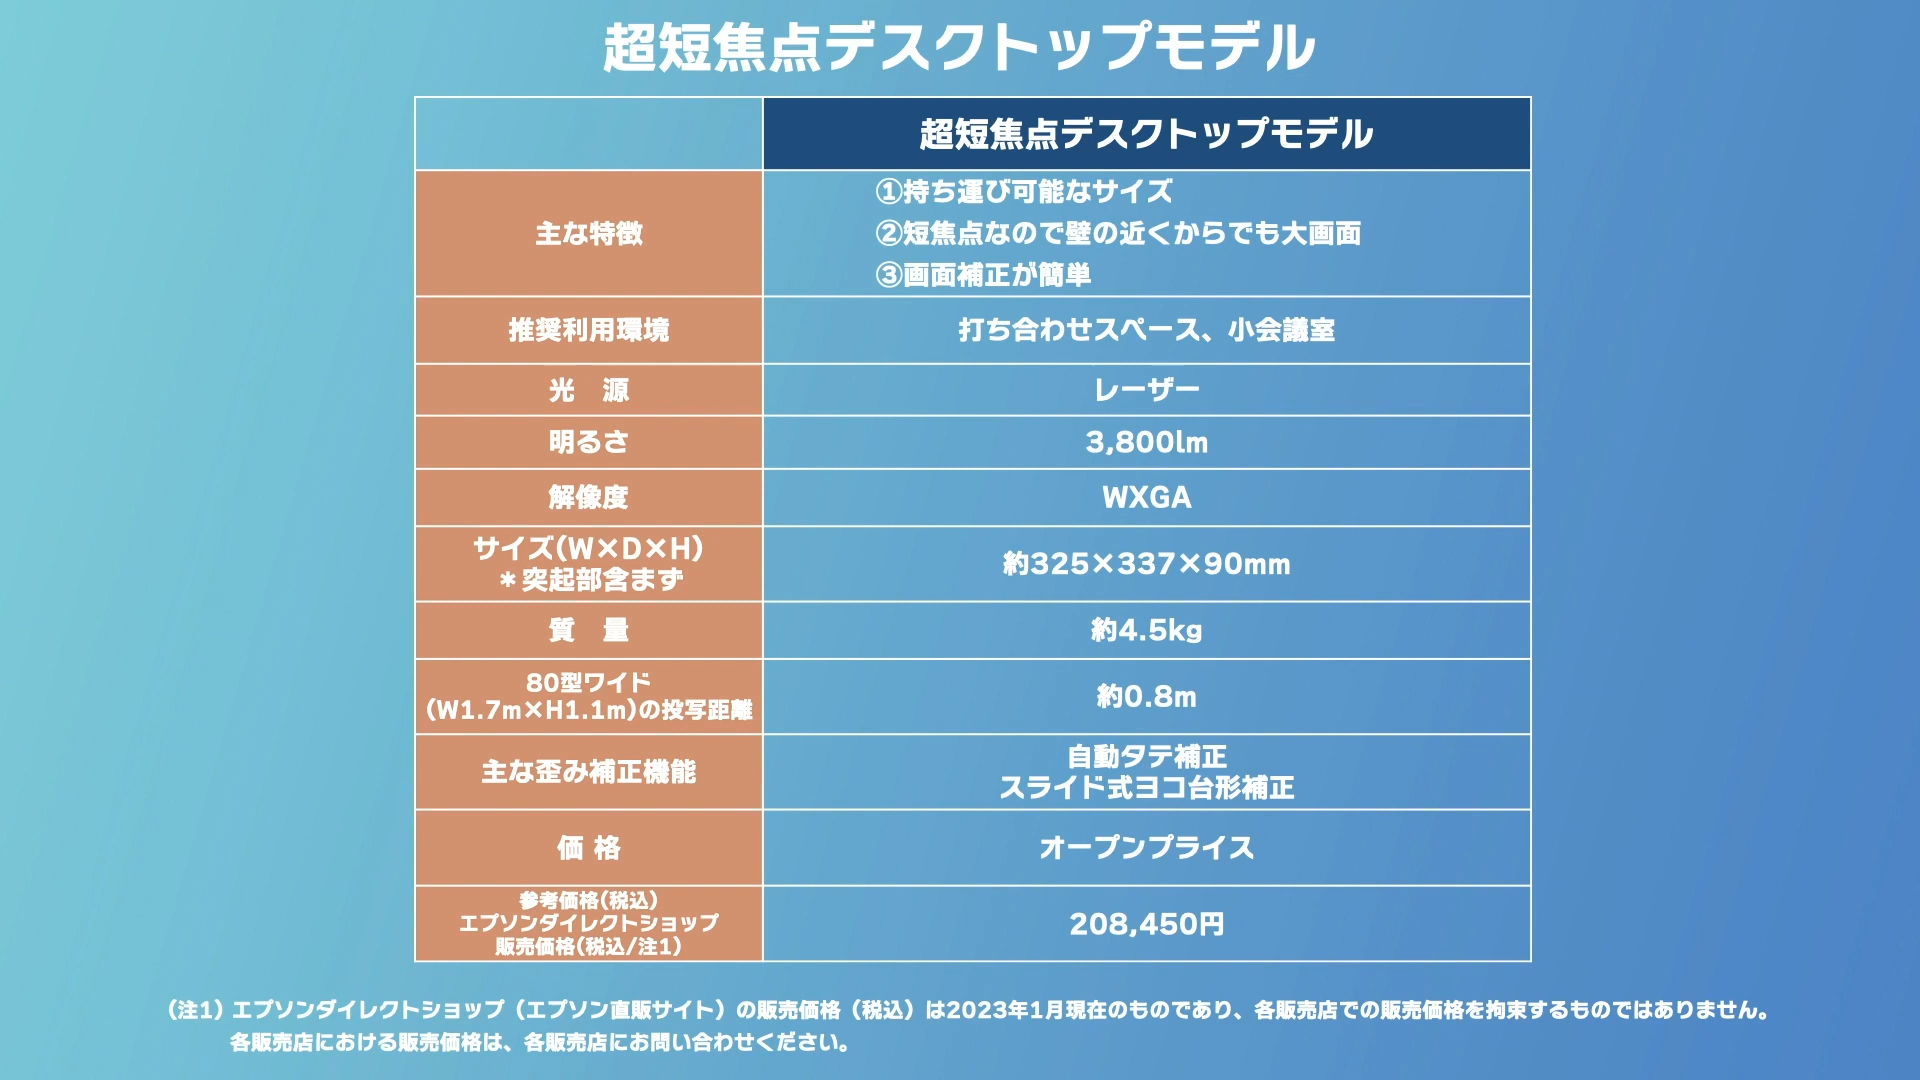 超短焦点デスクトップモデル
超短焦点デスクトップモデル
主な特徴
①持ち運び可能なサイズ
②短焦点なので壁の近くからでも大画面
③画面補正が簡単
推奨利用環境
打ち合わせスペース、小会議室
光　源
レーザー
明るさ
3,800lm
解像度
WXGA
サイズ(W×D×H)
＊突起部含まず
約325×337×90mm
質　量
約4.5kg
80型ワイド
(W1.7m×H1.1m)の投写距離
約0.8m
主な歪み補正機能
自動タテ補正
スライド式ヨコ台形補正
価 格
オープンプライス
参考価格(税込)
エプソンダイレクトショップ
販売価格(税込/注1)
208,450円
（注1）エプソンダイレクトショップ（エプソン直販サイト）の販売価格（税込）は2023年1月現在のものであり、各販売店での販売価格を拘束するものではありません。
各販売店における販売価格は、各販売店にお問い合わせください。